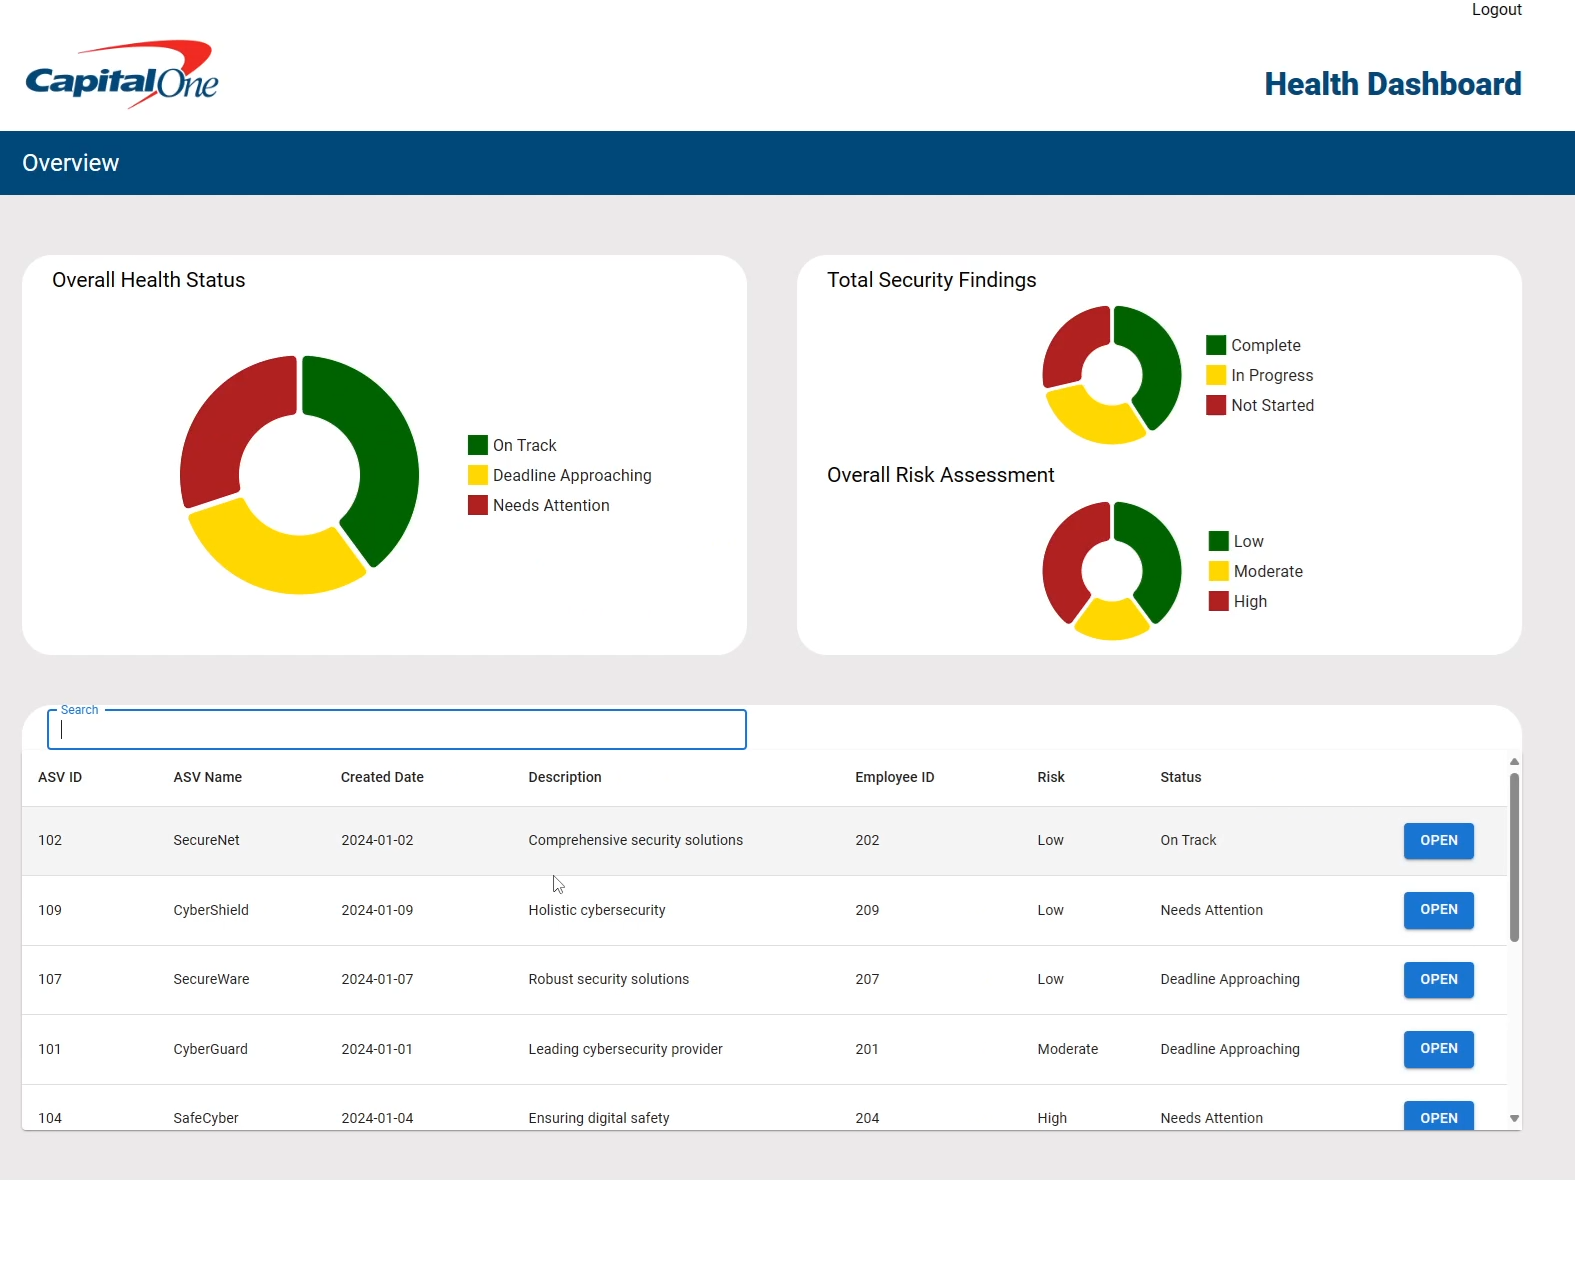 Logout
CapitalOne
Health Dashboard
Overview
Overall Health Status
On Track
Deadline Approaching
Needs Attention
Total Security Findings
Complete
In Progress
Not Started
Overall Risk Assessment
Low
Moderate
High
Search
ASV ID ASV Name Created Date Description Employee ID Risk Status
102 SecureNet 2024-01-02 Comprehensive security solutions 202 Low On Track OPEN
109 CyberShield 2024-01-09 Holistic cybersecurity 209 Low Needs Attention OPEN
107 SecureWare 2024-01-07 Robust security solutions 207 Low Deadline Approaching OPEN
101 CyberGuard 2024-01-01 Leading cybersecurity provider 201 Moderate Deadline Approaching OPEN
104 SafeCyber 2024-01-04 Ensuring digital safety 204 High Needs Attention OPEN